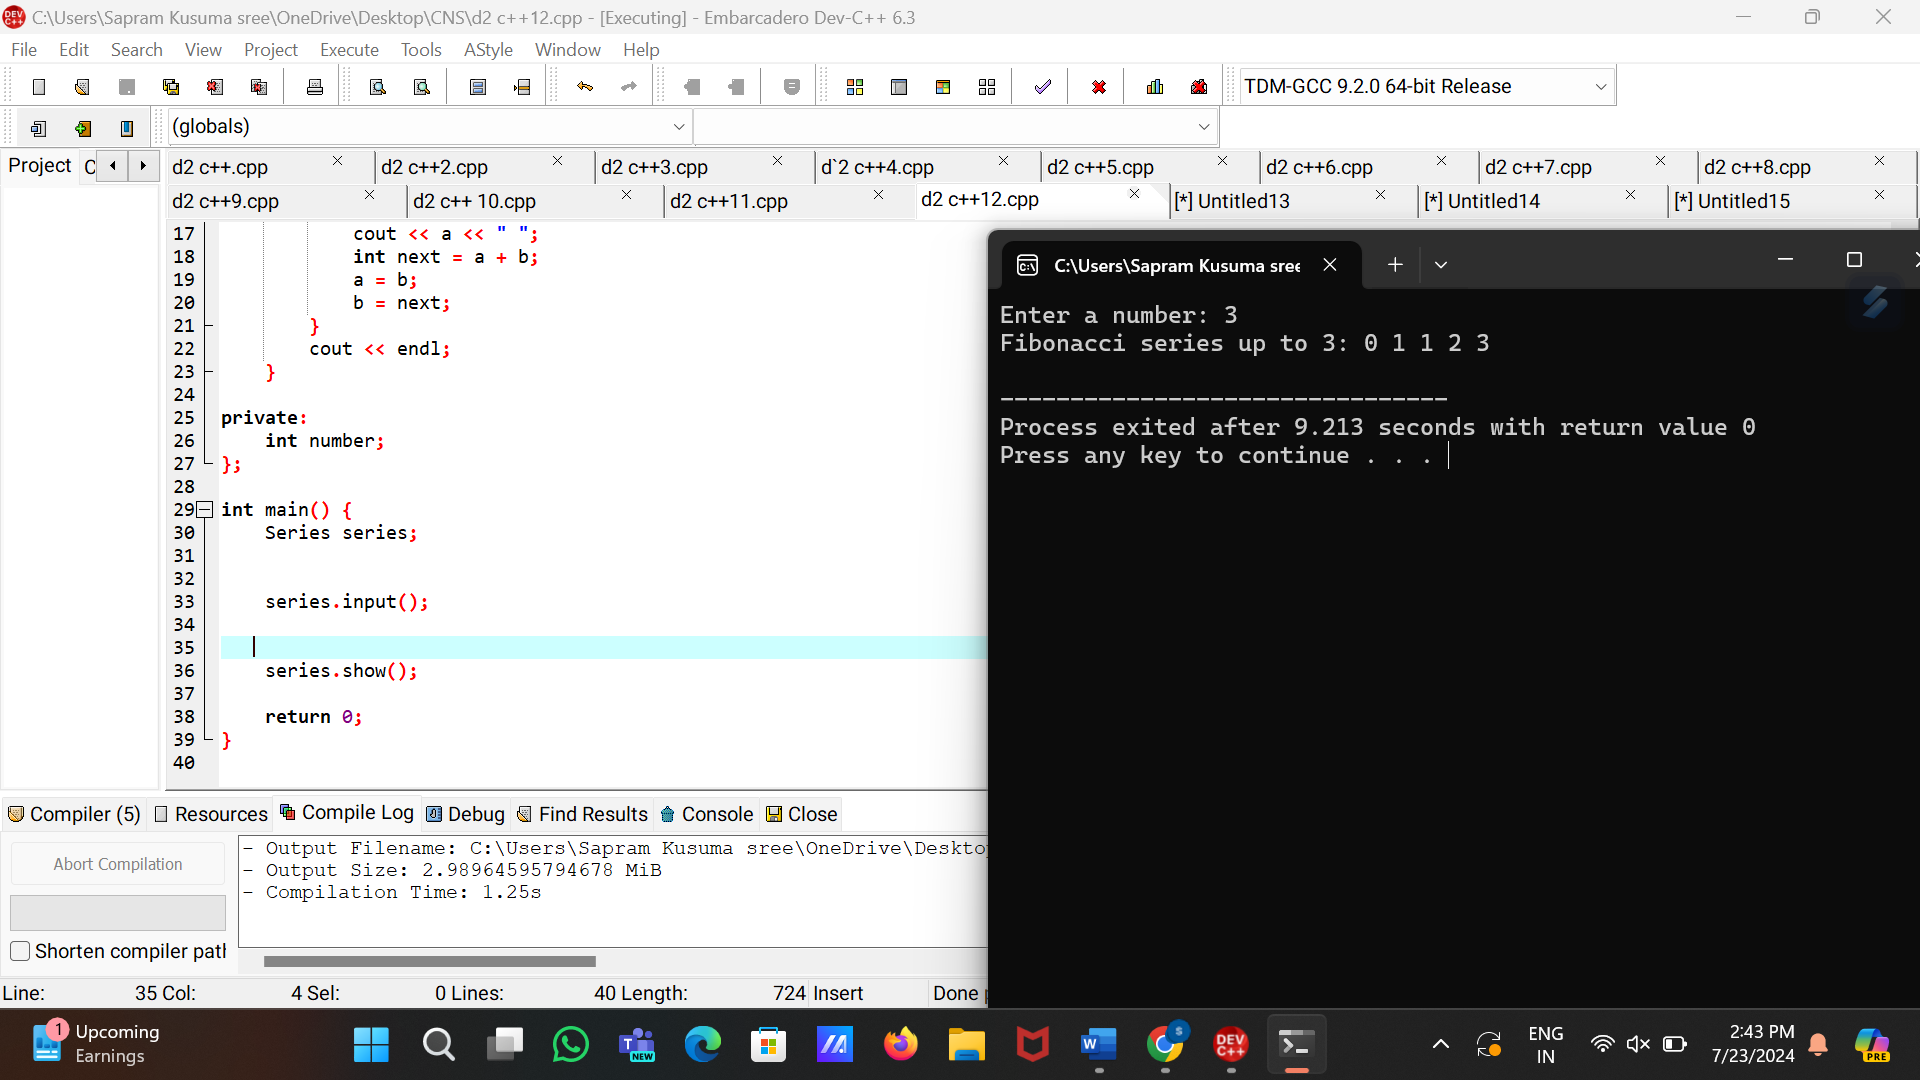 C:\Users\Sapram Kusuma sree\OneDrive\Desktop\CNS\d2 c++12.cpp - [Executing] - Embarcadero Dev-C++ 6.3
File Edit Search View Project Execute Tools AStyle Window Help
TDM-GCC 9.2.0 64-bit Release
(globals)
Project C
d2 c++.cpp d2 c++2.cpp d2 c++3.cpp d`2 c++4.cpp d2 c++5.cpp d2 c++6.cpp d2 c++7.cpp d2 c++8.cpp
d2 c++9.cpp d2 c++ 10.cpp d2 c++11.cpp d2 c++12.cpp [*] Untitled13 [*] Untitled14 [*] Untitled15
17 cout << a << " ";
18 int next = a + b;
19 a = b;
20 b = next;
21 }
22 cout << endl;
23 }
24
25 private:
26 int number;
27 };
28
29 int main() {
30 Series series;
31
32
33 series.input();
34
35
36 series.show();
37
38 return 0;
39 }
40
C:\Users\Sapram Kusuma sree
Enter a number: 3
Fibonacci series up to 3: 0 1 1 2 3
--------------------------------
Process exited after 9.213 seconds with return value 0
Press any key to continue . . .
Compiler (5) Resources Compile Log Debug Find Results Console Close
Abort Compilation
Shorten compiler path
- Output Filename: C:\Users\Sapram Kusuma sree\OneDrive\Deskto
- Output Size: 2.98964595794678 MiB
- Compilation Time: 1.25s
Line: 35 Col: 4 Sel: 0 Lines: 40 Length: 724 Insert Done
1 Upcoming
Earnings
NEW
DEV C++
ENG
IN
2:43 PM
7/23/2024
PRE